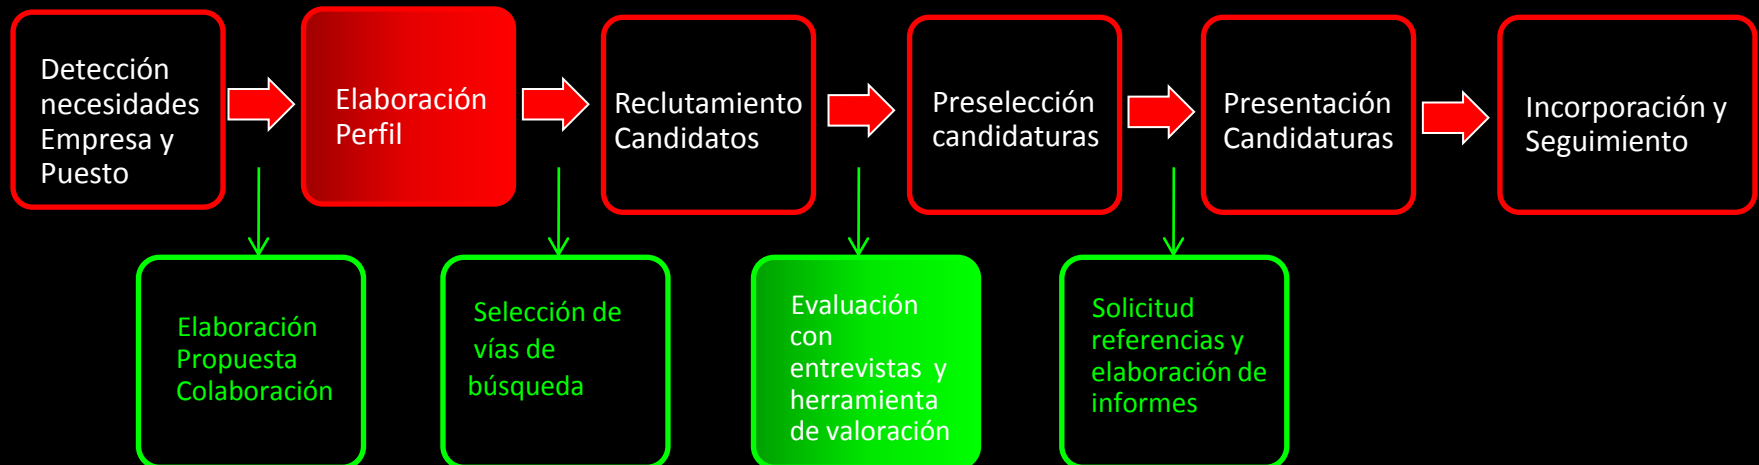 Detección
necesidades
Empresa y
Puesto
Elaboración
Perfil
Reclutamiento
Candidatos
Preselección
candidaturas
Presentación
Candidaturas
Incorporación y
Seguimiento
Elaboración
Propuesta
Colaboración
Selección de
vías de
búsqueda
Evaluación
con
entrevistas y
herramienta
de valoración
Solicitud
referencias y
elaboración de
informes